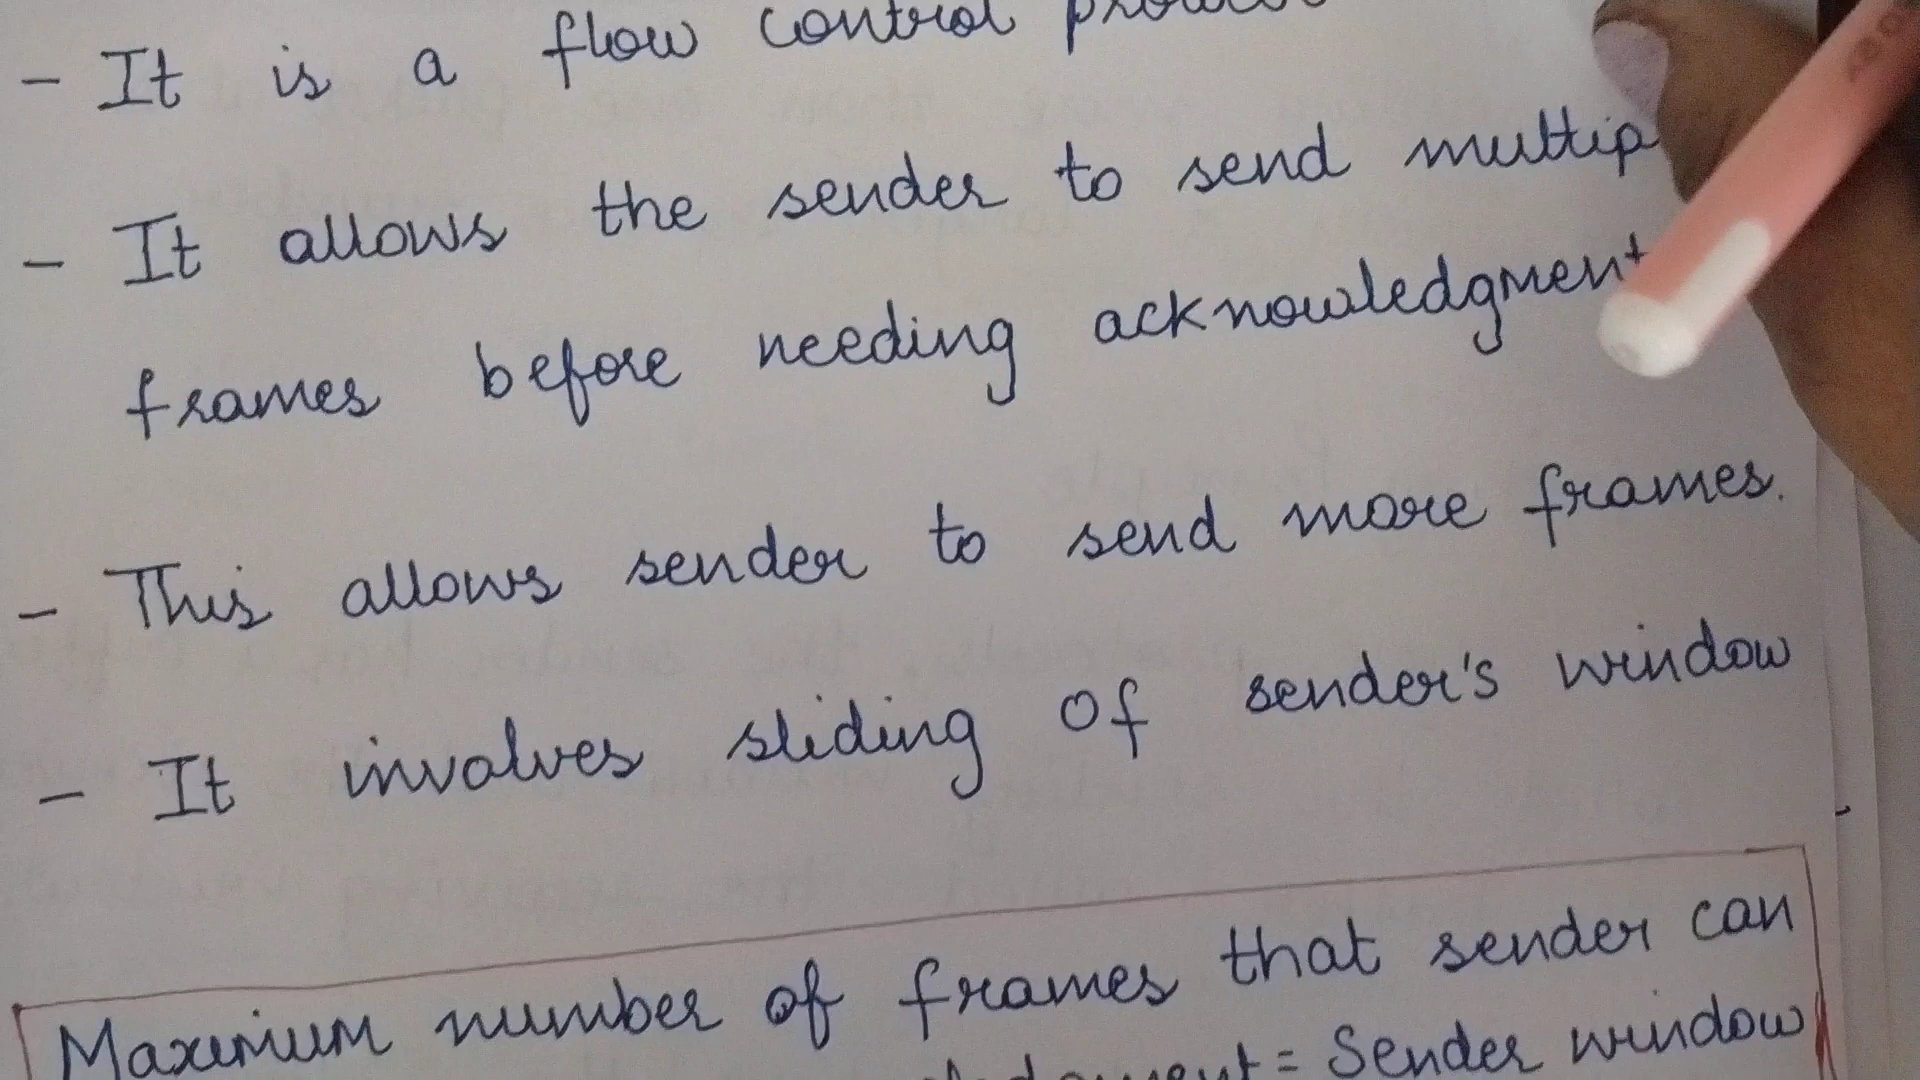 - It is a flow control
- It allows the sender to send multip
frames before needing acknowledgment
- This allows sender to send more frames.
- It involves sliding of sender's window
Maximum number of frames that sender can
= Sender window